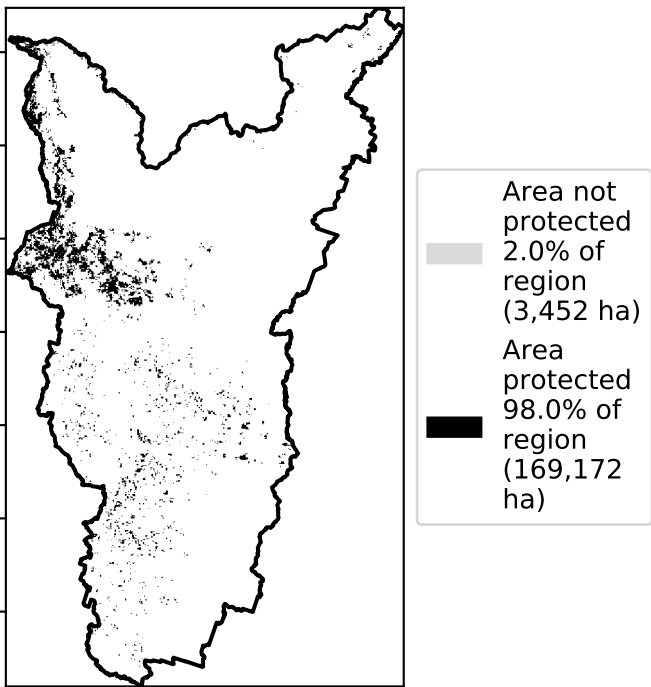 Area not
protected
2.0% of
region
(3,452 ha)
Area
protected
98.0% of
region
(169,172
ha)